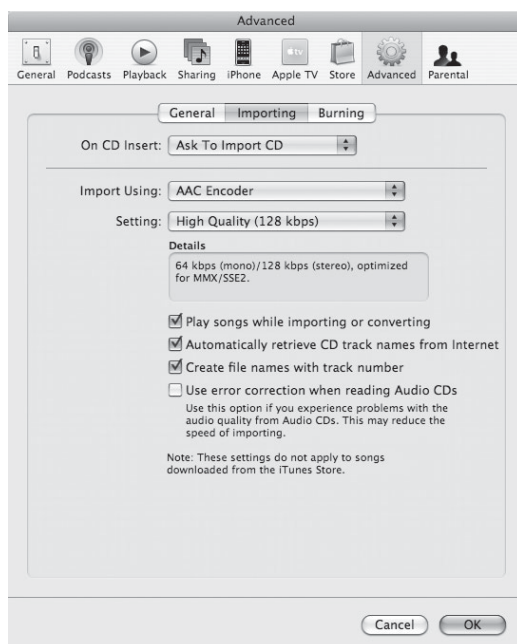 Advanced
General Podcasts Playback Sharing iPhone Apple TV Store Advanced Parental
General Importing Burning
On CD Insert: Ask To Import CD
Import Using: AAC Encoder
Setting: High Quality (128 kbps)
Details
64 kbps (mono)/128 kbps (stereo), optimized
for MMX/SSE2.
Play songs while importing or converting
Automatically retrieve CD track names from Internet
Create file names with track number
Use error correction when reading Audio CDs
Use this option if you experience problems with the
audio quality from Audio CDs. This may reduce the
speed of importing.
Note: These settings do not apply to songs
downloaded from the iTunes Store.
Cancel OK